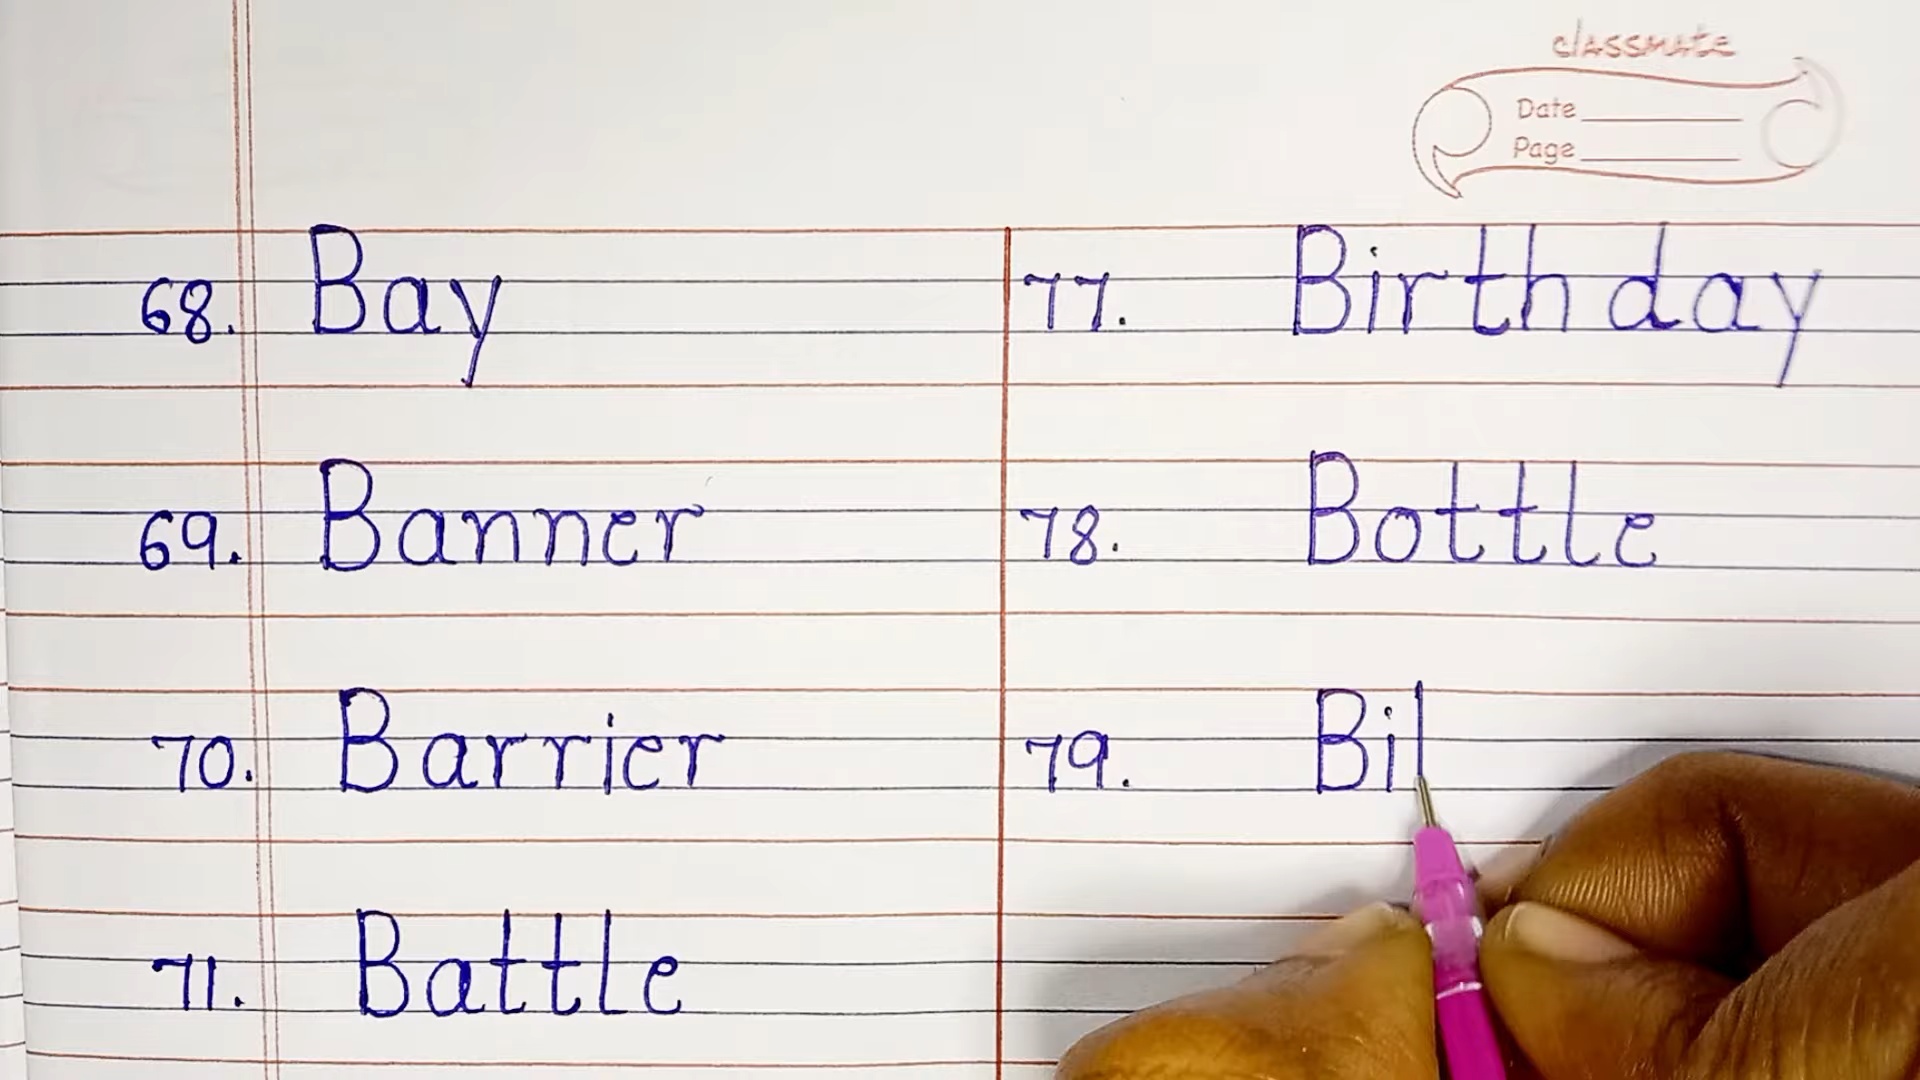 classmate
Date
Page
68. Bay
69. Banner
70. Barrier
71. Battle
77. Birthday
78. Bottle
79. Bil